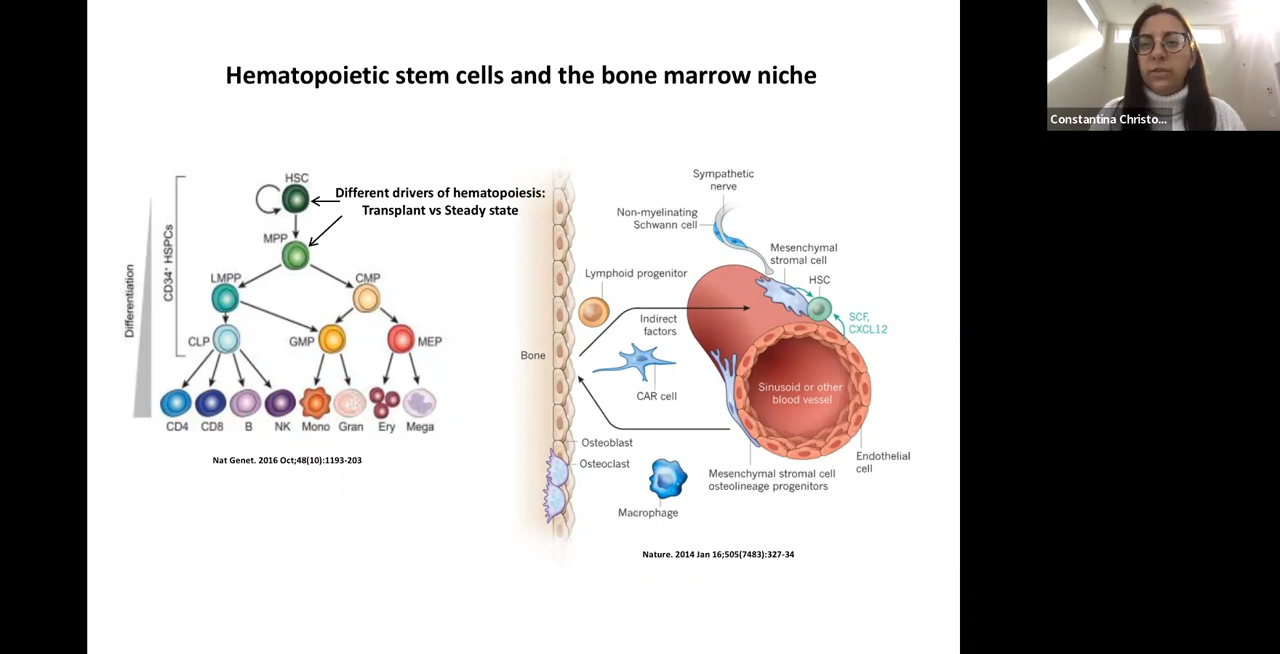 Hematopoietic stem cells and the bone marrow niche
HSC
Different drivers of hematopoiesis:
Transplant vs Steady state
MPP
LMPP
CMP
CLP
GMP
MEP
Differentiation
CD34⁺ HSPCs
CD4
CD8
B
NK
Mono
Gran
Ery
Mega
Nat Genet. 2016 Oct;48(10):1193-203
Sympathetic
nerve
Non-myelinating
Schwann cell
Mesenchymal
stromal cell
Lymphoid progenitor
HSC
Indirect
factors
SCF,
CXCL12
Bone
CAR cell
Sinusoid or other
blood vessel
Osteoblast
Osteoclast
Endothelial
cell
Mesenchymal stromal cell
osteolineage progenitors
Macrophage
Nature. 2014 Jan 16;505(7483):327-34
Constantina Christo...